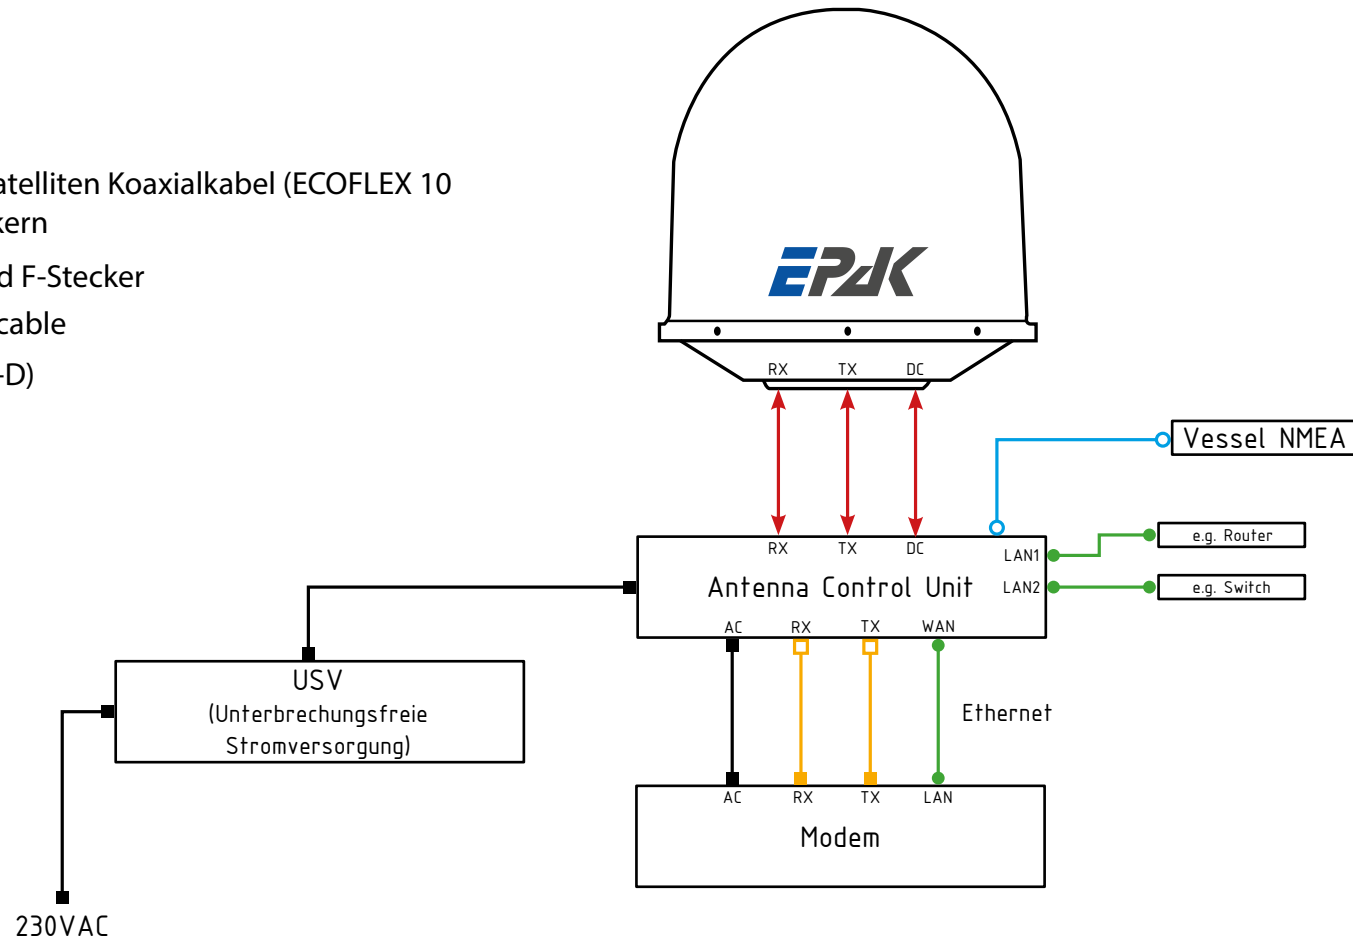 atelliten Koaxialkabel (ECOFLEX 10
kern
d F-Stecker
cable
-D)
EPAK
RX TX DC
Vessel NMEA
RX TX DC
LAN1
e.g. Router
Antenna Control Unit
LAN2
e.g. Switch
AC RX TX WAN
USV
(Unterbrechungsfreie
Stromversorgung)
Ethernet
AC RX TX LAN
Modem
230VAC